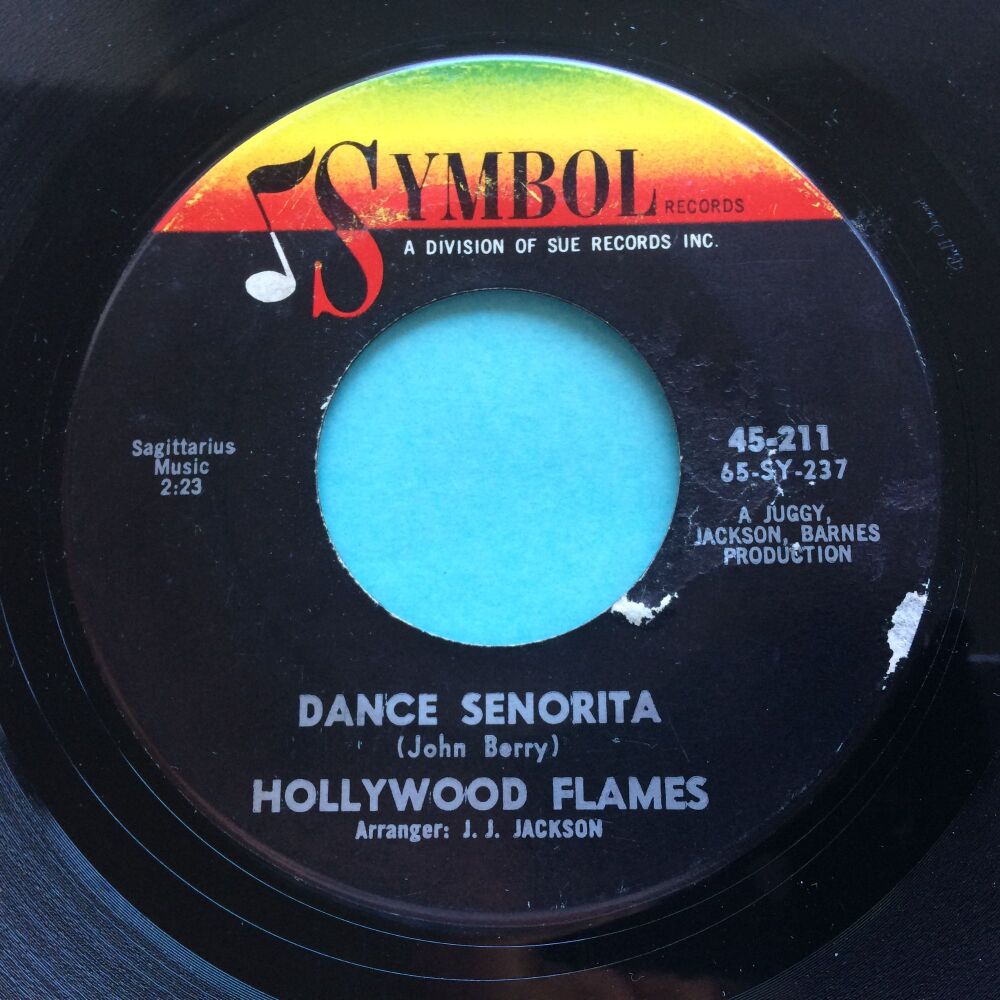 SYMBOL RECORDS
A DIVISION OF SUE RECORDS INC.
Sagittarius
Music
2:23
45-211
65-SY-237
A JUGGY,
JACKSON, BARNES
PRODUCTION
DANCE SENORITA
(John Berry)
HOLLYWOOD FLAMES
Arranger: J. J. JACKSON